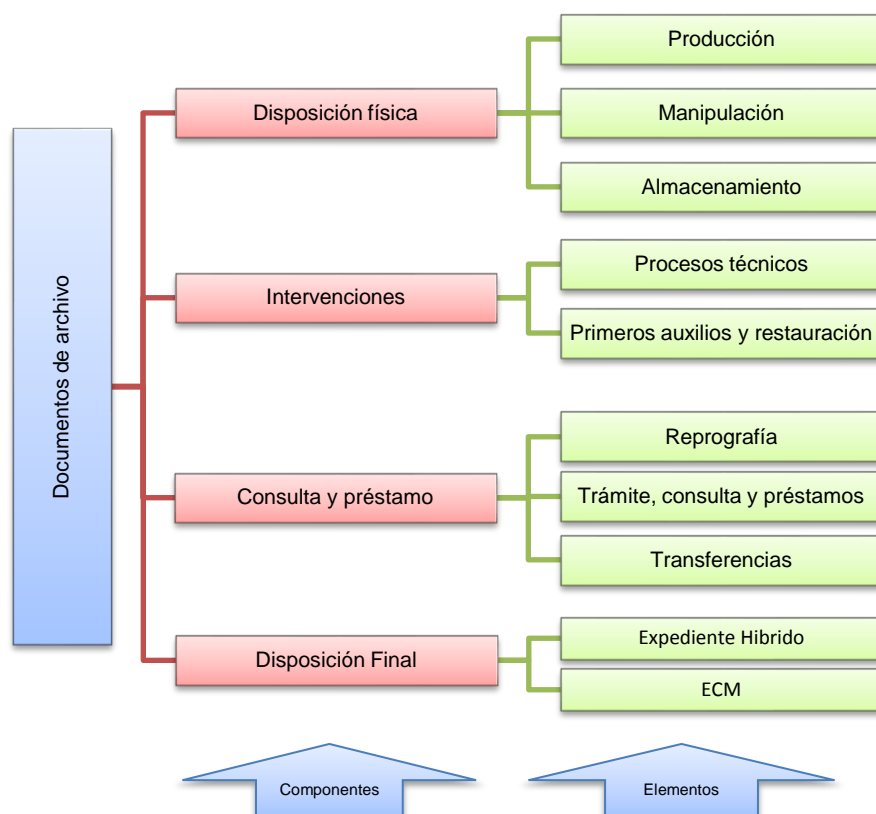 Documentos de archivo
Disposición física
Producción
Manipulación
Almacenamiento
Intervenciones
Procesos técnicos
Primeros auxilios y restauración
Consulta y préstamo
Reprografía
Trámite, consulta y préstamos
Transferencias
Disposición Final
Expediente Hibrido
ECM
Componentes
Elementos